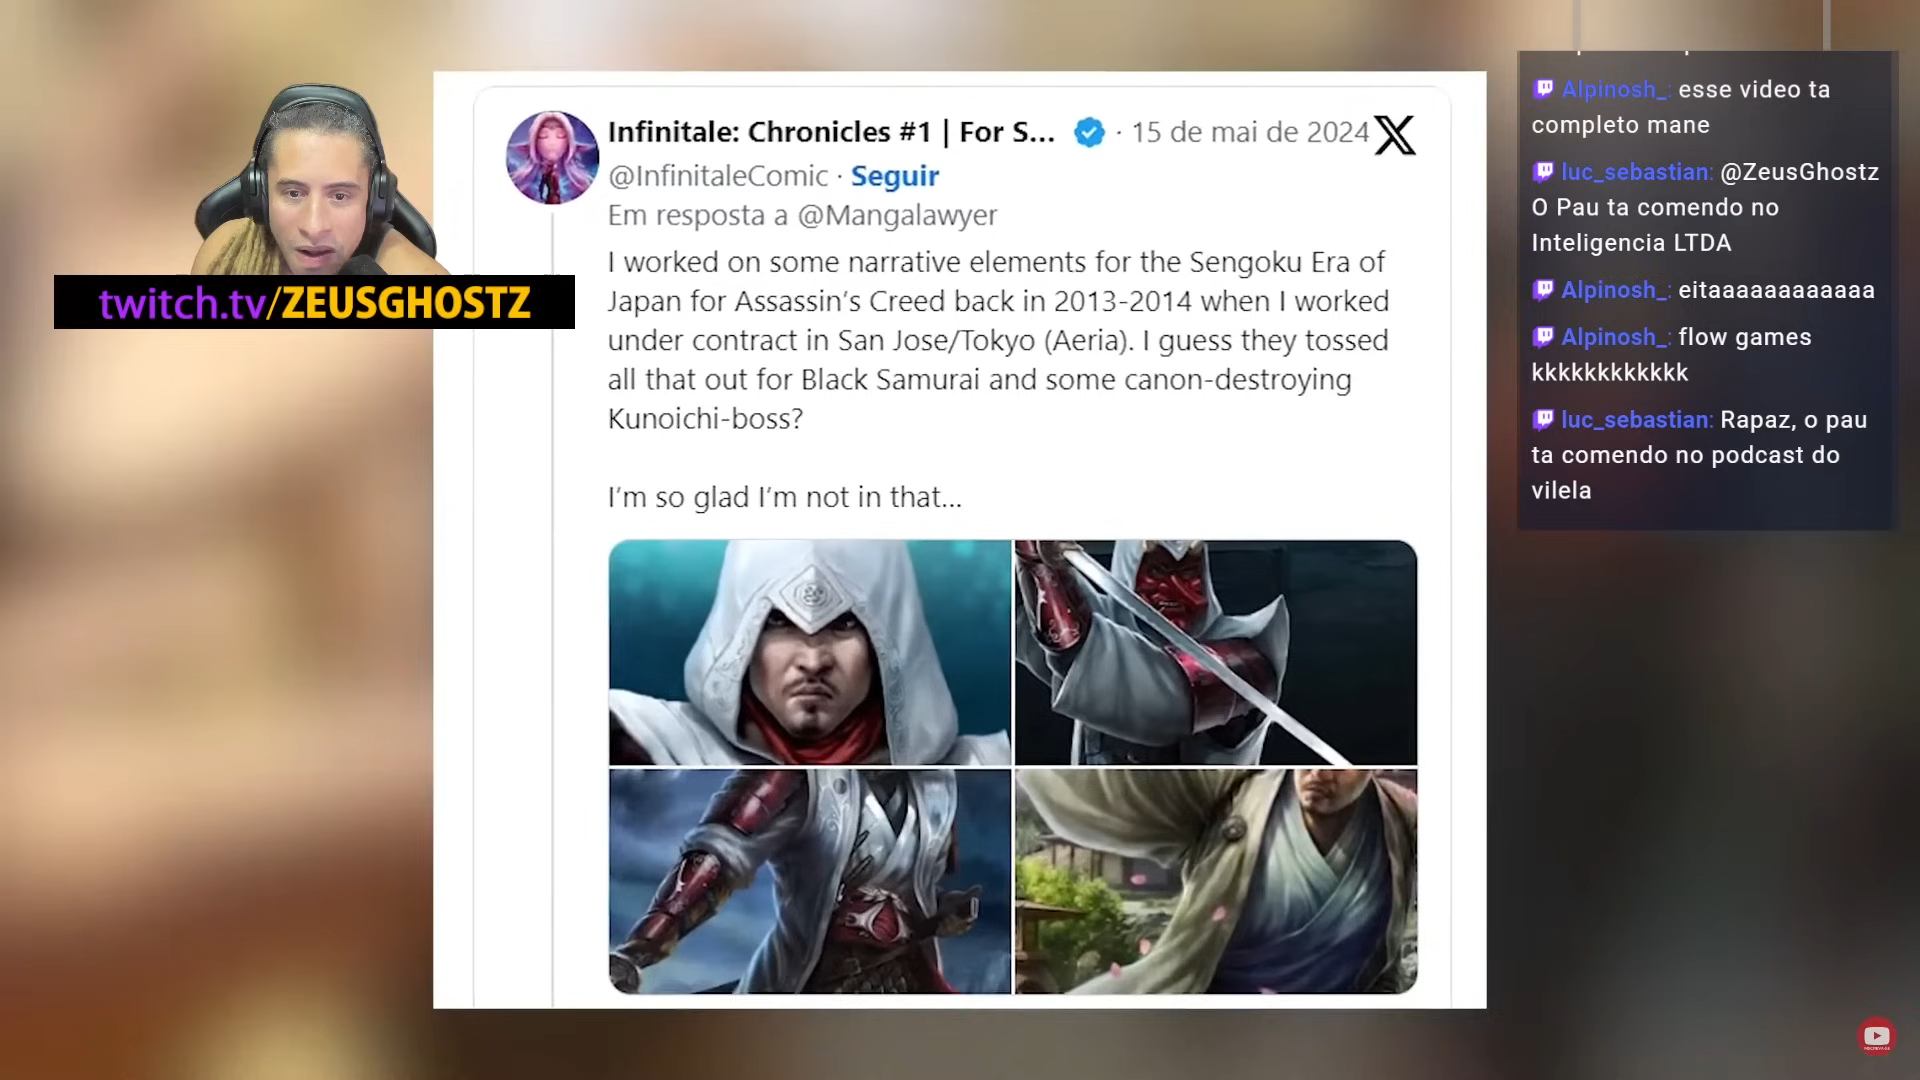 Infinitale: Chronicles #1 | For S... · 15 de mai de 2024
@InfinitaleComic · Seguir
Em resposta a @Mangalawyer
I worked on some narrative elements for the Sengoku Era of
Japan for Assassin's Creed back in 2013-2014 when I worked
under contract in San Jose/Tokyo (Aeria). I guess they tossed
all that out for Black Samurai and some canon-destroying
Kunoichi-boss?
I'm so glad I'm not in that...
twitch.tv/ZEUSGHOSTZ
Alpinosh_: esse video ta
completo mane
luc_sebastian: @ZeusGhostz
O Pau ta comendo no
Inteligencia LTDA
Alpinosh_: eitaaaaaaaaaaaa
Alpinosh_: flow games
kkkkkkkkkkkk
luc_sebastian: Rapaz, o pau
ta comendo no podcast do
vilela